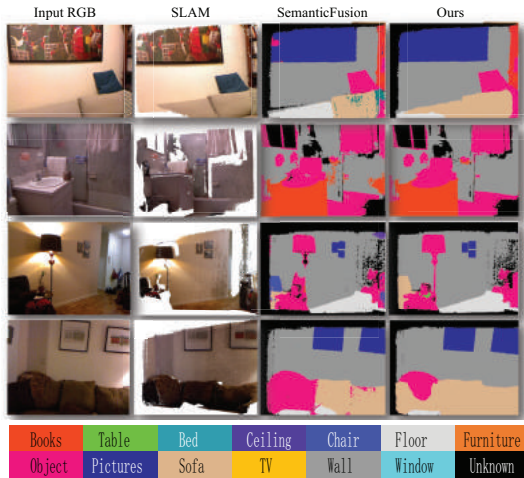 Input RGB SLAM SemanticFusion Ours
Books Table Bed Ceiling Chair Floor Furniture
Object Pictures Sofa TV Wall Window Unknown